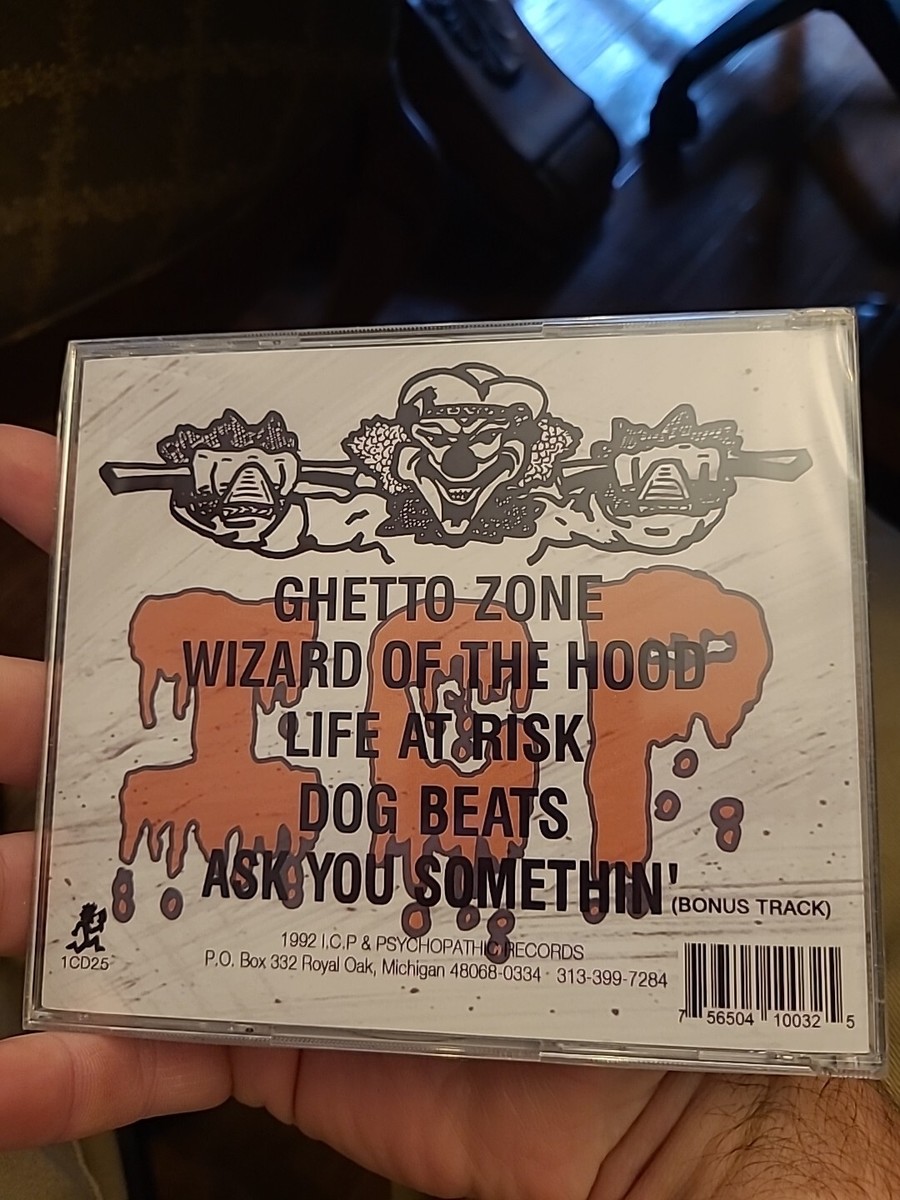 ICP
GHETTO ZONE
WIZARD OF THE HOOD
LIFE AT RISK
DOG BEATS
ASK YOU SOMETHIN' (BONUS TRACK)
1992 I.C.P & PSYCHOPATHIC RECORDS
P.O. Box 332 Royal Oak, Michigan 48068-0334 · 313-399-7284
1CD25
7 56504 10032 5